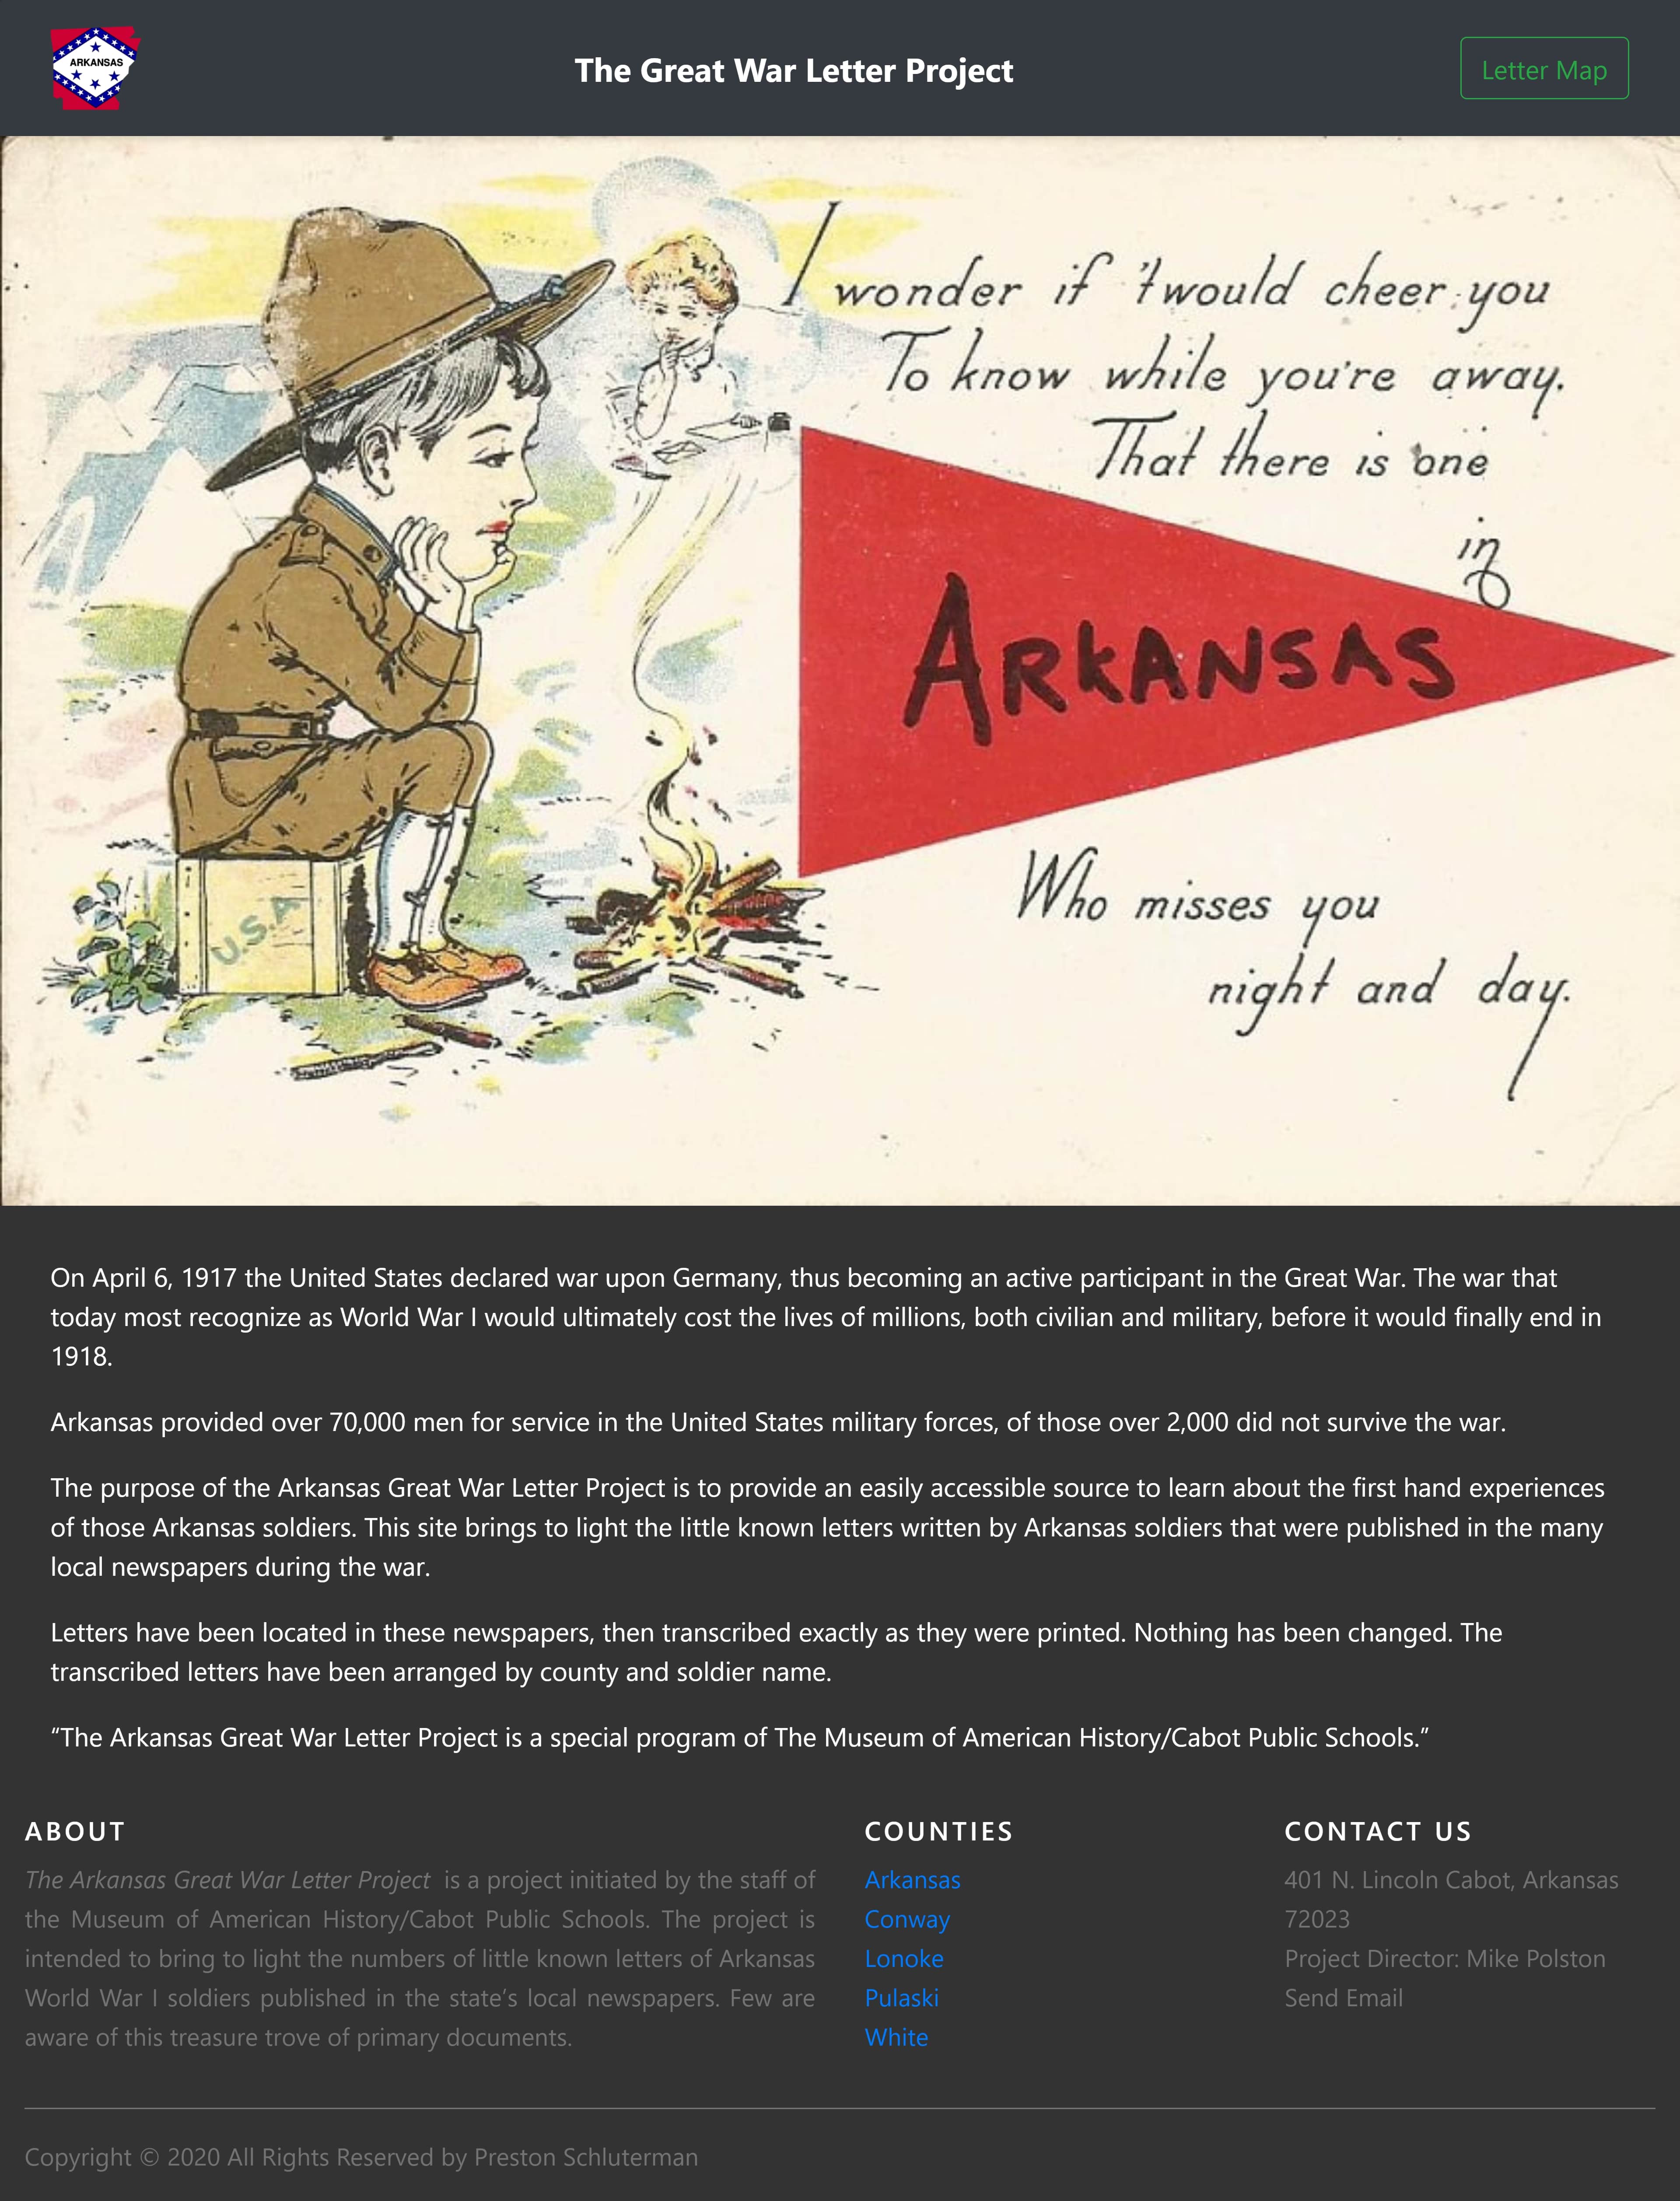 ARKANSAS
The Great War Letter Project
Letter Map
I wonder if 'twould cheer you
To know while you're away.
That there is one
in
ARKANSAS
Who misses you
night and day.
U.S.A.
On April 6, 1917 the United States declared war upon Germany, thus becoming an active participant in the Great War. The war that
today most recognize as World War I would ultimately cost the lives of millions, both civilian and military, before it would finally end in
1918.
Arkansas provided over 70,000 men for service in the United States military forces, of those over 2,000 did not survive the war.
The purpose of the Arkansas Great War Letter Project is to provide an easily accessible source to learn about the first hand experiences
of those Arkansas soldiers. This site brings to light the little known letters written by Arkansas soldiers that were published in the many
local newspapers during the war.
Letters have been located in these newspapers, then transcribed exactly as they were printed. Nothing has been changed. The
transcribed letters have been arranged by county and soldier name.
“The Arkansas Great War Letter Project is a special program of The Museum of American History/Cabot Public Schools.”
ABOUT
The Arkansas Great War Letter Project is a project initiated by the staff of
the Museum of American History/Cabot Public Schools. The project is
intended to bring to light the numbers of little known letters of Arkansas
World War I soldiers published in the state’s local newspapers. Few are
aware of this treasure trove of primary documents.
COUNTIES
Arkansas
Conway
Lonoke
Pulaski
White
CONTACT US
401 N. Lincoln Cabot, Arkansas
72023
Project Director: Mike Polston
Send Email
Copyright © 2020 All Rights Reserved by Preston Schluterman